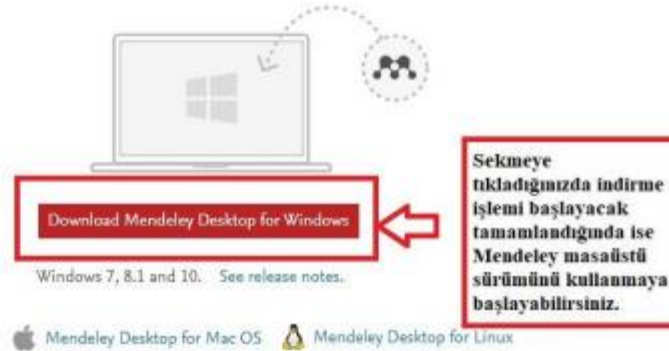 Sekmeye
tıkladığınızda indirme
işlemi başlayacak
tamamlandığında ise
Mendeley masaüstü
sürümünü kullanmaya
başlayabilirsiniz.
Download Mendeley Desktop for Windows
Windows 7, 8.1 and 10. See release notes.
Mendeley Desktop for Mac OS Mendeley Desktop for Linux